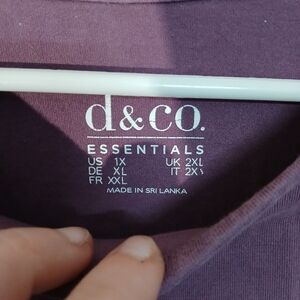 d&co.
ESSENTIALS
US 1X UK 2XL
DE XL IT 2X
FR XXL
MADE IN SRI LANKA